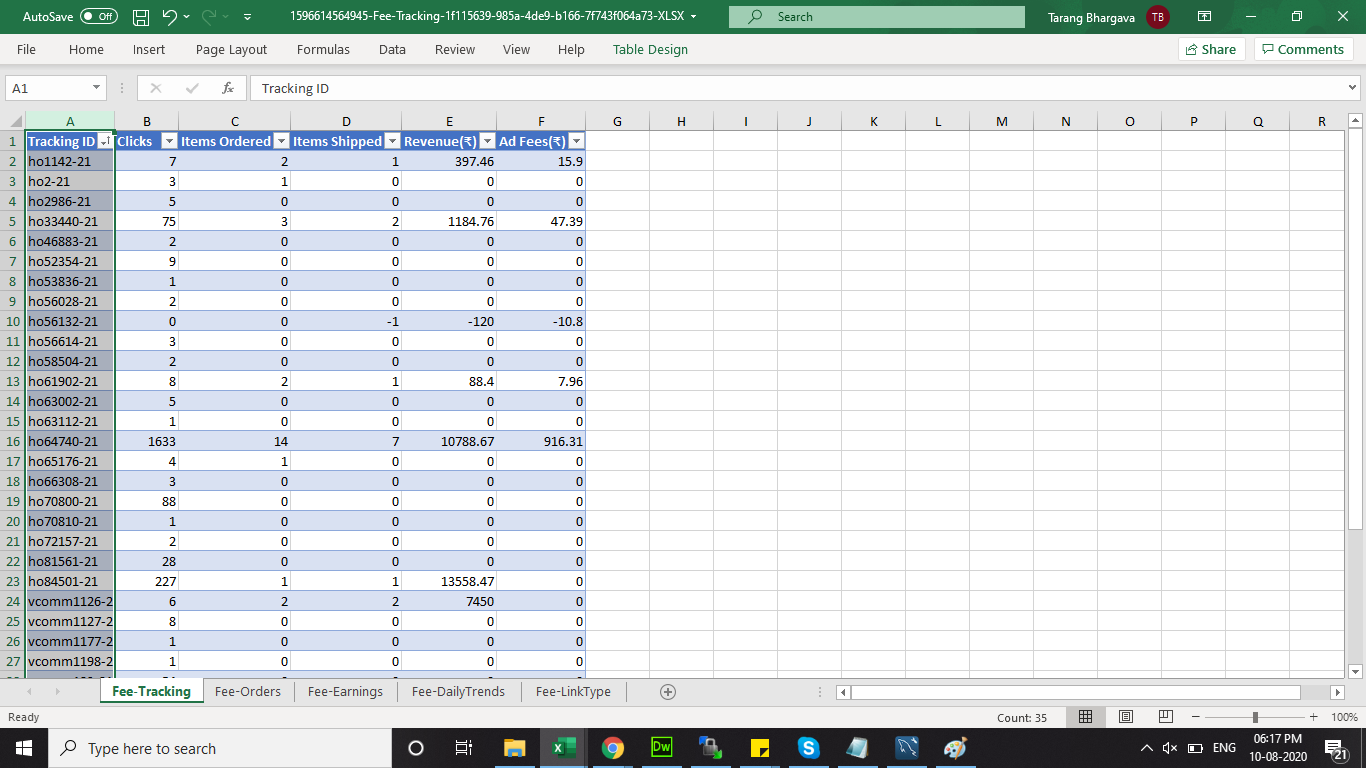 AutoSave Off 1596614564945-Fee-Tracking-1f115639-985a-4de9-b166-7f743f064a73-XLSX Search Tarang Bhargava TB
File Home Insert Page Layout Formulas Data Review View Help Table Design Share Comments
A1 fx Tracking ID
A B C D E F G H I J K L M N O P Q R
1 Tracking ID Clicks Items Ordered Items Shipped Revenue(₹) Ad Fees(₹)
2 ho1142-21 7 2 1 397.46 15.9
3 ho2-21 3 1 0 0 0
4 ho2986-21 5 0 0 0 0
5 ho33440-21 75 3 2 1184.76 47.39
6 ho46883-21 2 0 0 0 0
7 ho52354-21 9 0 0 0 0
8 ho53836-21 1 0 0 0 0
9 ho56028-21 2 0 0 0 0
10 ho56132-21 0 0 -1 -120 -10.8
11 ho56614-21 3 0 0 0 0
12 ho58504-21 2 0 0 0 0
13 ho61902-21 8 2 1 88.4 7.96
14 ho63002-21 5 0 0 0 0
15 ho63112-21 1 0 0 0 0
16 ho64740-21 1633 14 7 10788.67 916.31
17 ho65176-21 4 1 0 0 0
18 ho66308-21 3 0 0 0 0
19 ho70800-21 88 0 0 0 0
20 ho70810-21 1 0 0 0 0
21 ho72157-21 2 0 0 0 0
22 ho81561-21 28 0 0 0 0
23 ho84501-21 227 1 1 13558.47 0
24 vcomm1126-2 6 2 2 7450 0
25 vcomm1127-2 8 0 0 0 0
26 vcomm1177-2 1 0 0 0 0
27 vcomm1198-2 1 0 0 0 0
Fee-Tracking Fee-Orders Fee-Earnings Fee-DailyTrends Fee-LinkType
Ready Count: 35 100%
Type here to search Dw X S ENG 06:17 PM
10-08-2020 21